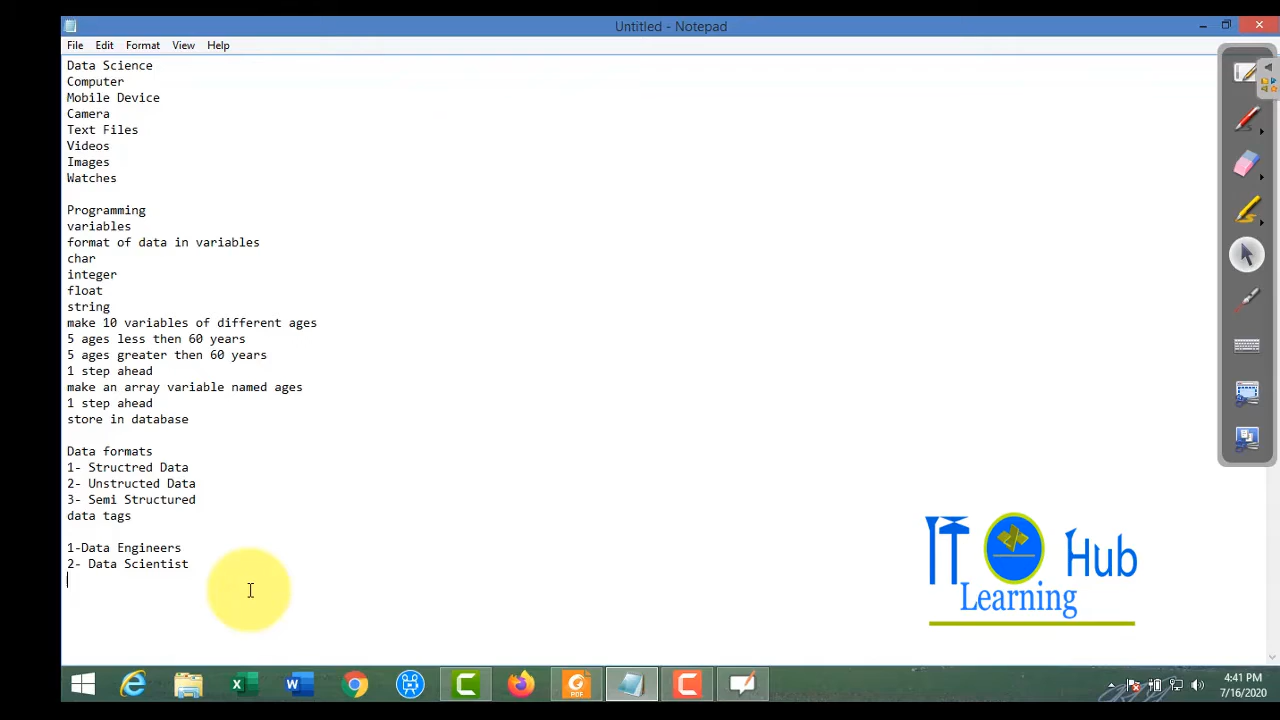 Untitled - Notepad
File Edit Format View Help
Data Science
Computer
Mobile Device
Camera
Text Files
Videos
Images
Watches
Programming
variables
format of data in variables
char
integer
float
string
make 10 variables of different ages
5 ages less then 60 years
5 ages greater then 60 years
1 step ahead
make an array variable named ages
1 step ahead
store in database
Data formats
1- Structred Data
2- Unstructed Data
3- Semi Structured
data tags
1-Data Engineers
2- Data Scientist
IT Hub
Learning
PDF
4:41 PM
7/16/2020